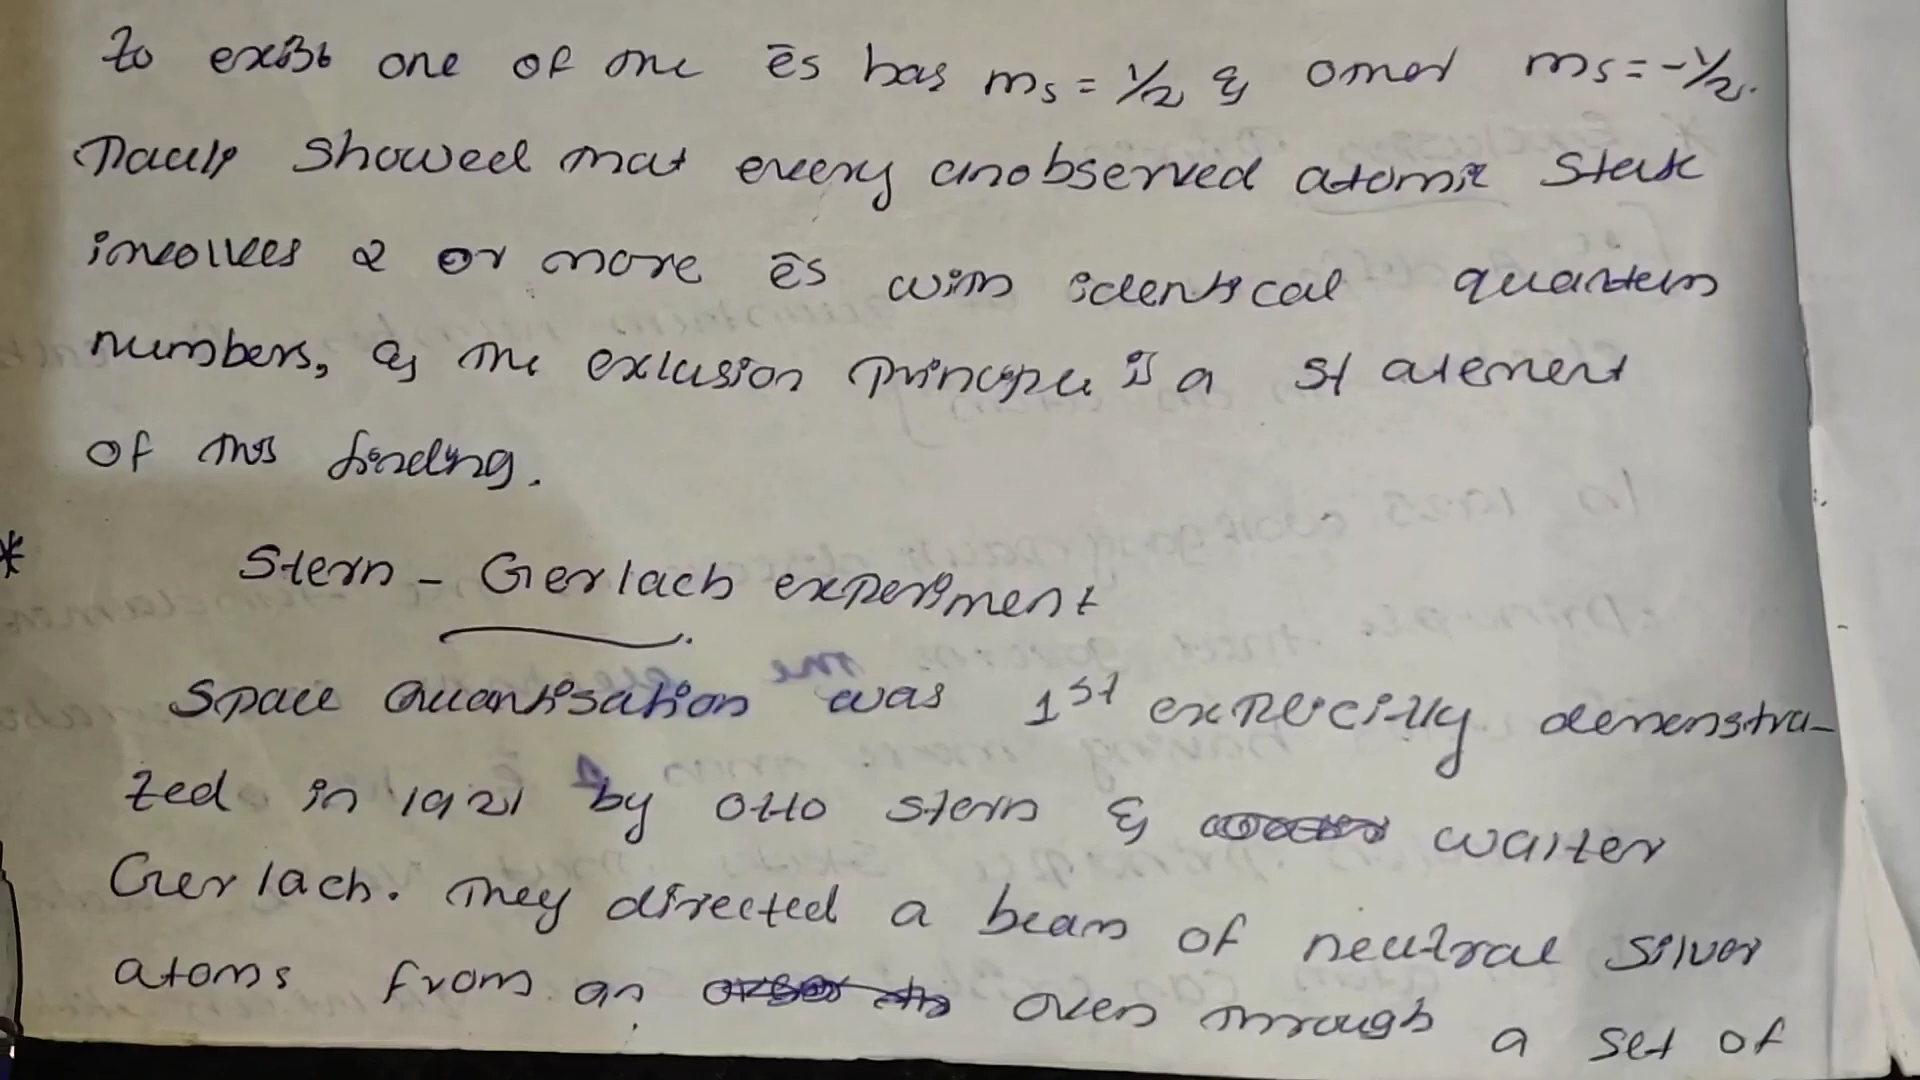 to exist one of the ēs has ms = 1/2 & other ms = -1/2.
Pauli showed that every unobserved atomic state
involves 2 or more ēs with identical quantum
numbers, & the exlusion principle is a statement
of this finding.
* Stern - Gerlach experiment
Space Quantisation was 1st explicitly demonstra-
ted in 1921 by Otto Stern & Walter
Gerlach. They directed a beam of neutral silver
atoms from an oven through a set of